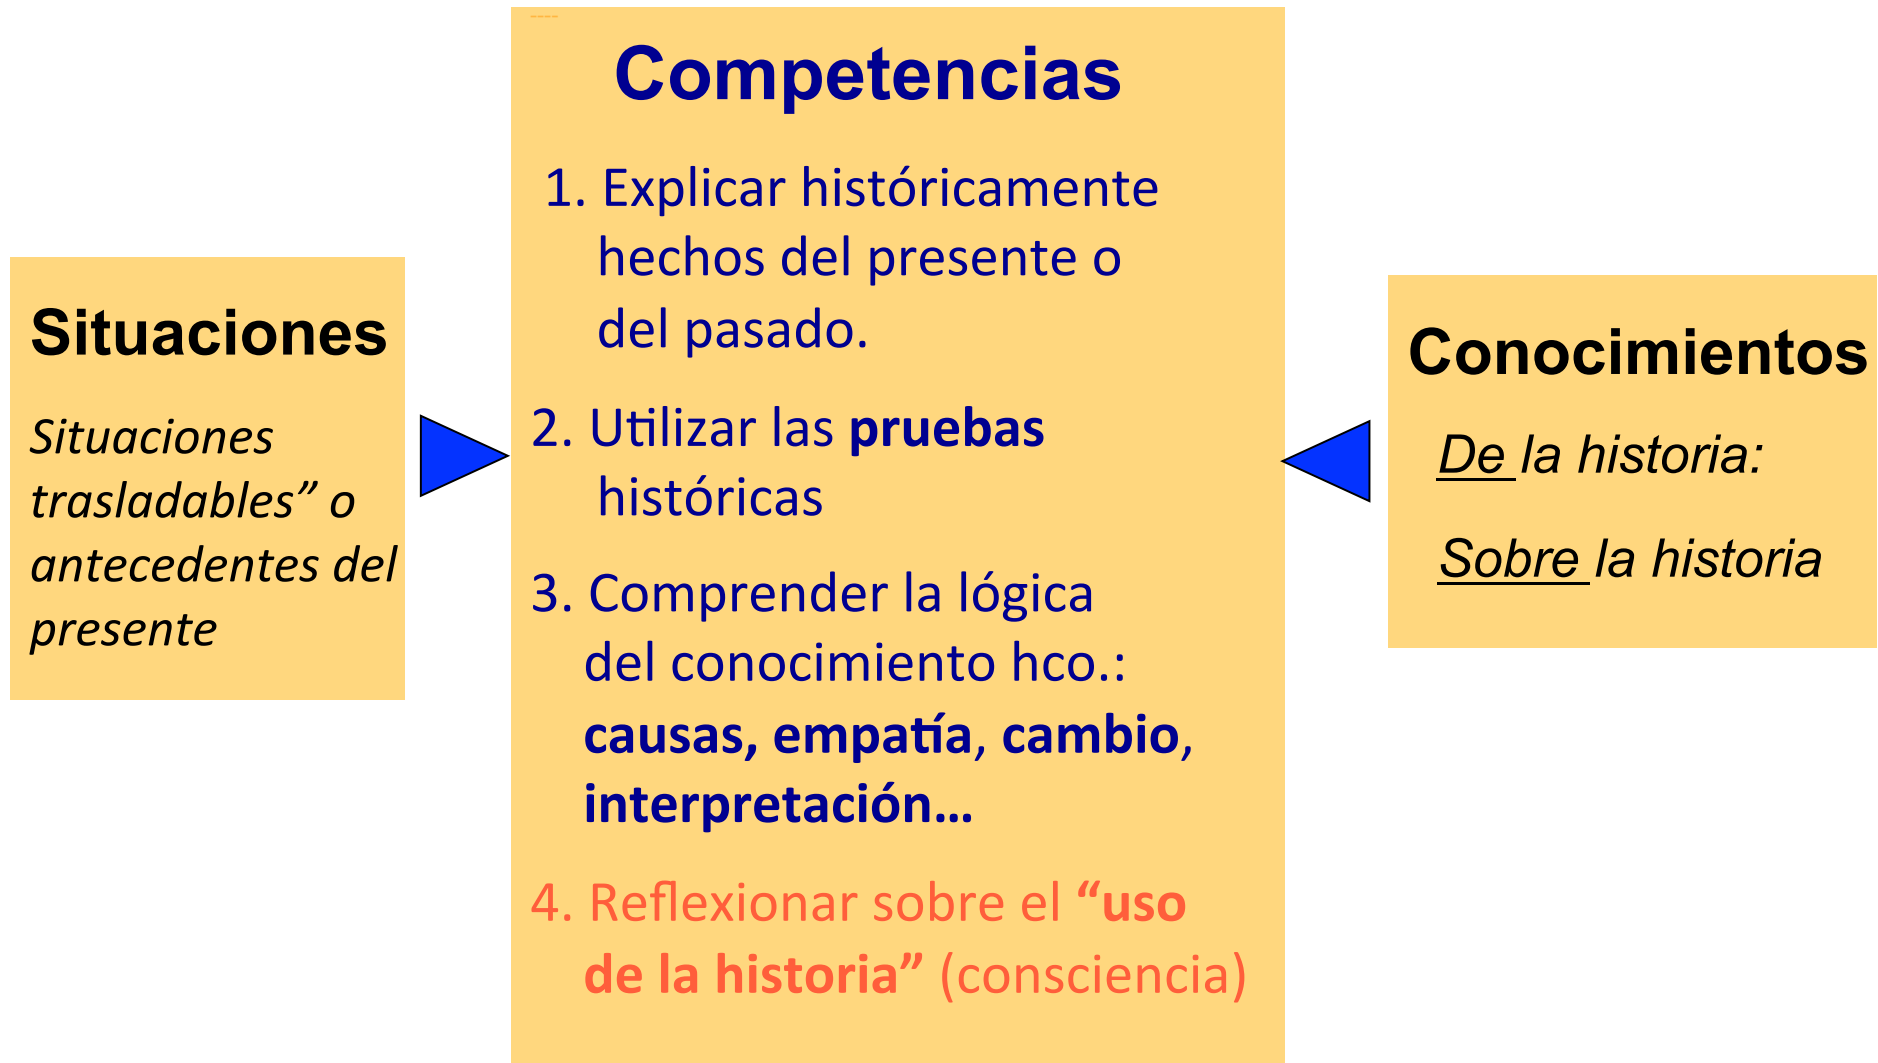 Situaciones
Situaciones
trasladables” o
antecedentes del
presente
Competencias
1. Explicar históricamente
hechos del presente o
del pasado.
2. Utilizar las pruebas
históricas
3. Comprender la lógica
del conocimiento hco.:
causas, empatía, cambio,
interpretación…
4. Reflexionar sobre el “uso
de la historia” (consciencia)
Conocimientos
De la historia:
Sobre la historia